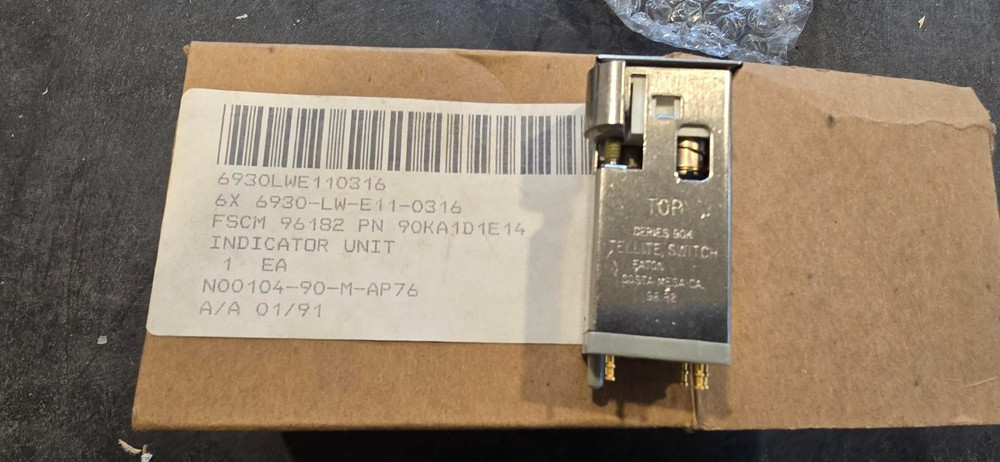 6930LWE110316
6X 6930-LW-E11-0316
FSCM 96182 PN 90KA1D1E14
INDICATOR UNIT
1 EA
N00104-90-M-AP76
A/A 01/91
TOP
SERIES 90K
TELLITE SWITCH
EATON
COSTA MESA CA.